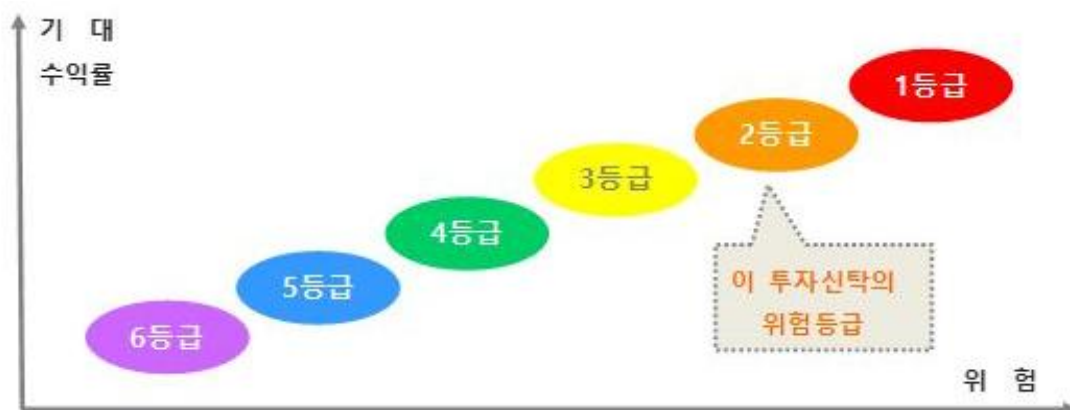 기 대
수익률
1등급
2등급
3등급
4등급
5등급
6등급
이 투자신탁의
위험등급
위 험